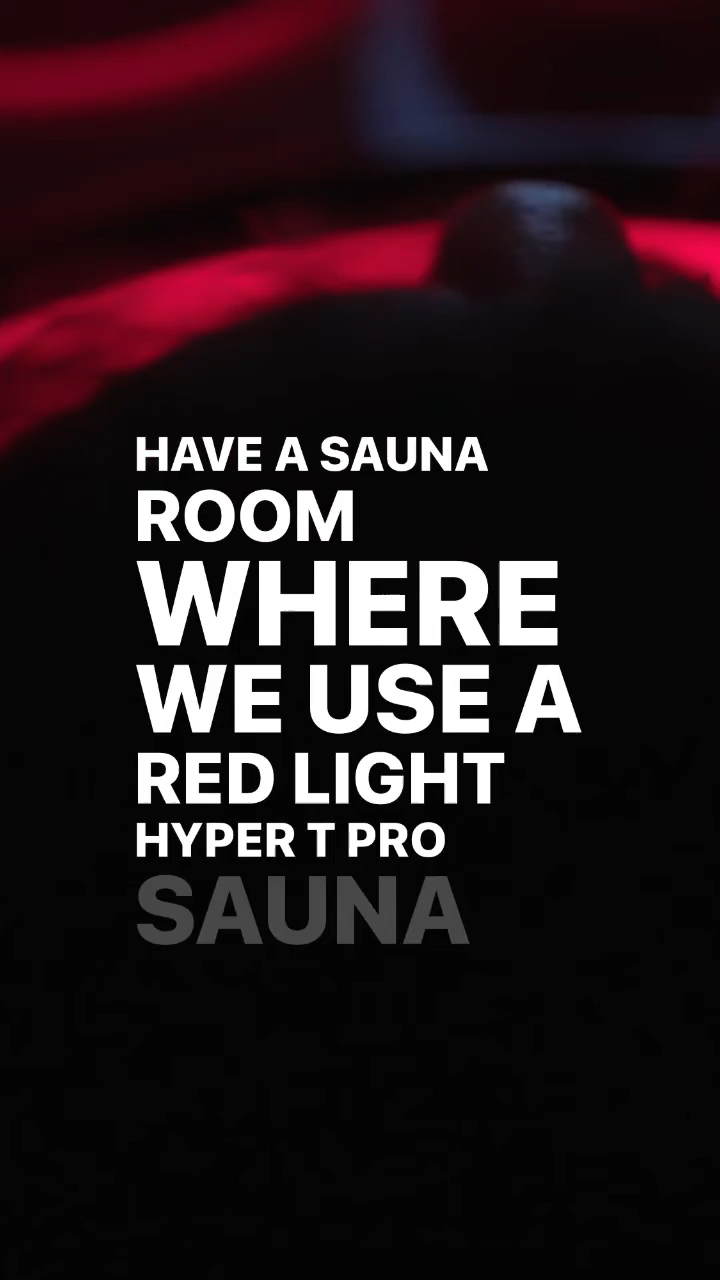 HAVE A SAUNA
ROOM
WHERE
WE USE A
RED LIGHT
HYPER T PRO
SAUNA